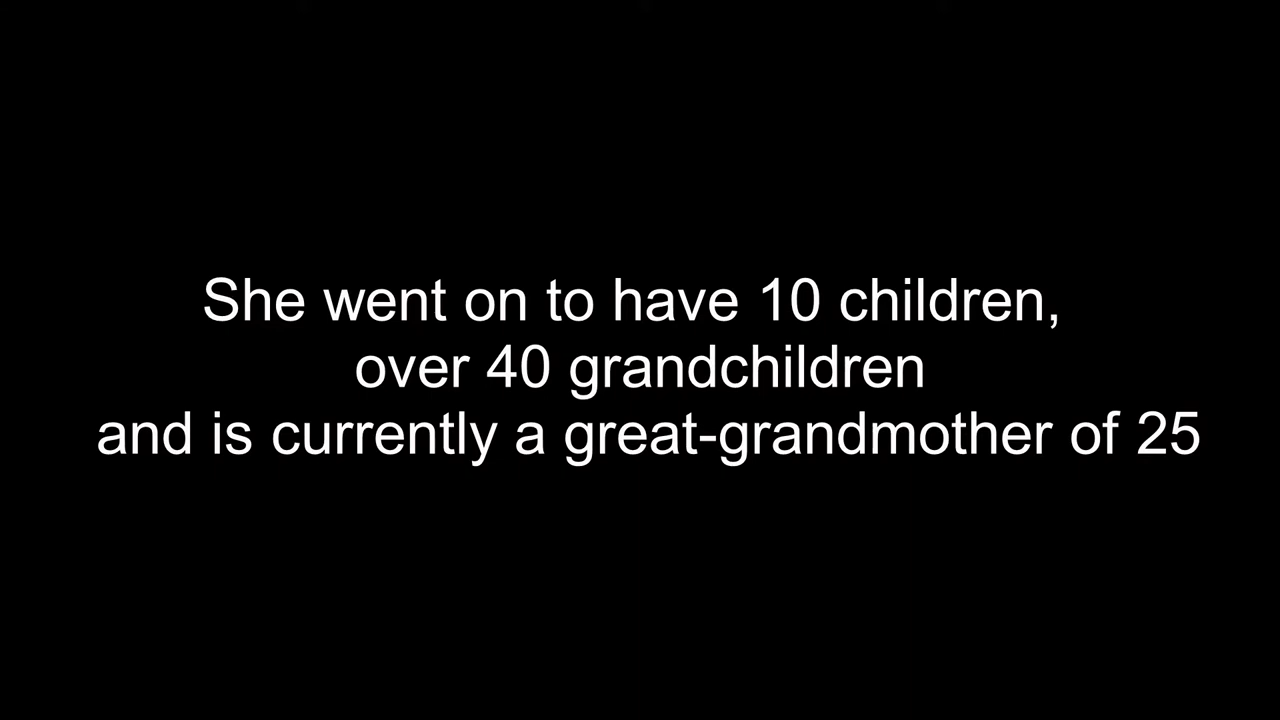 She went on to have 10 children,
over 40 grandchildren
and is currently a great-grandmother of 25